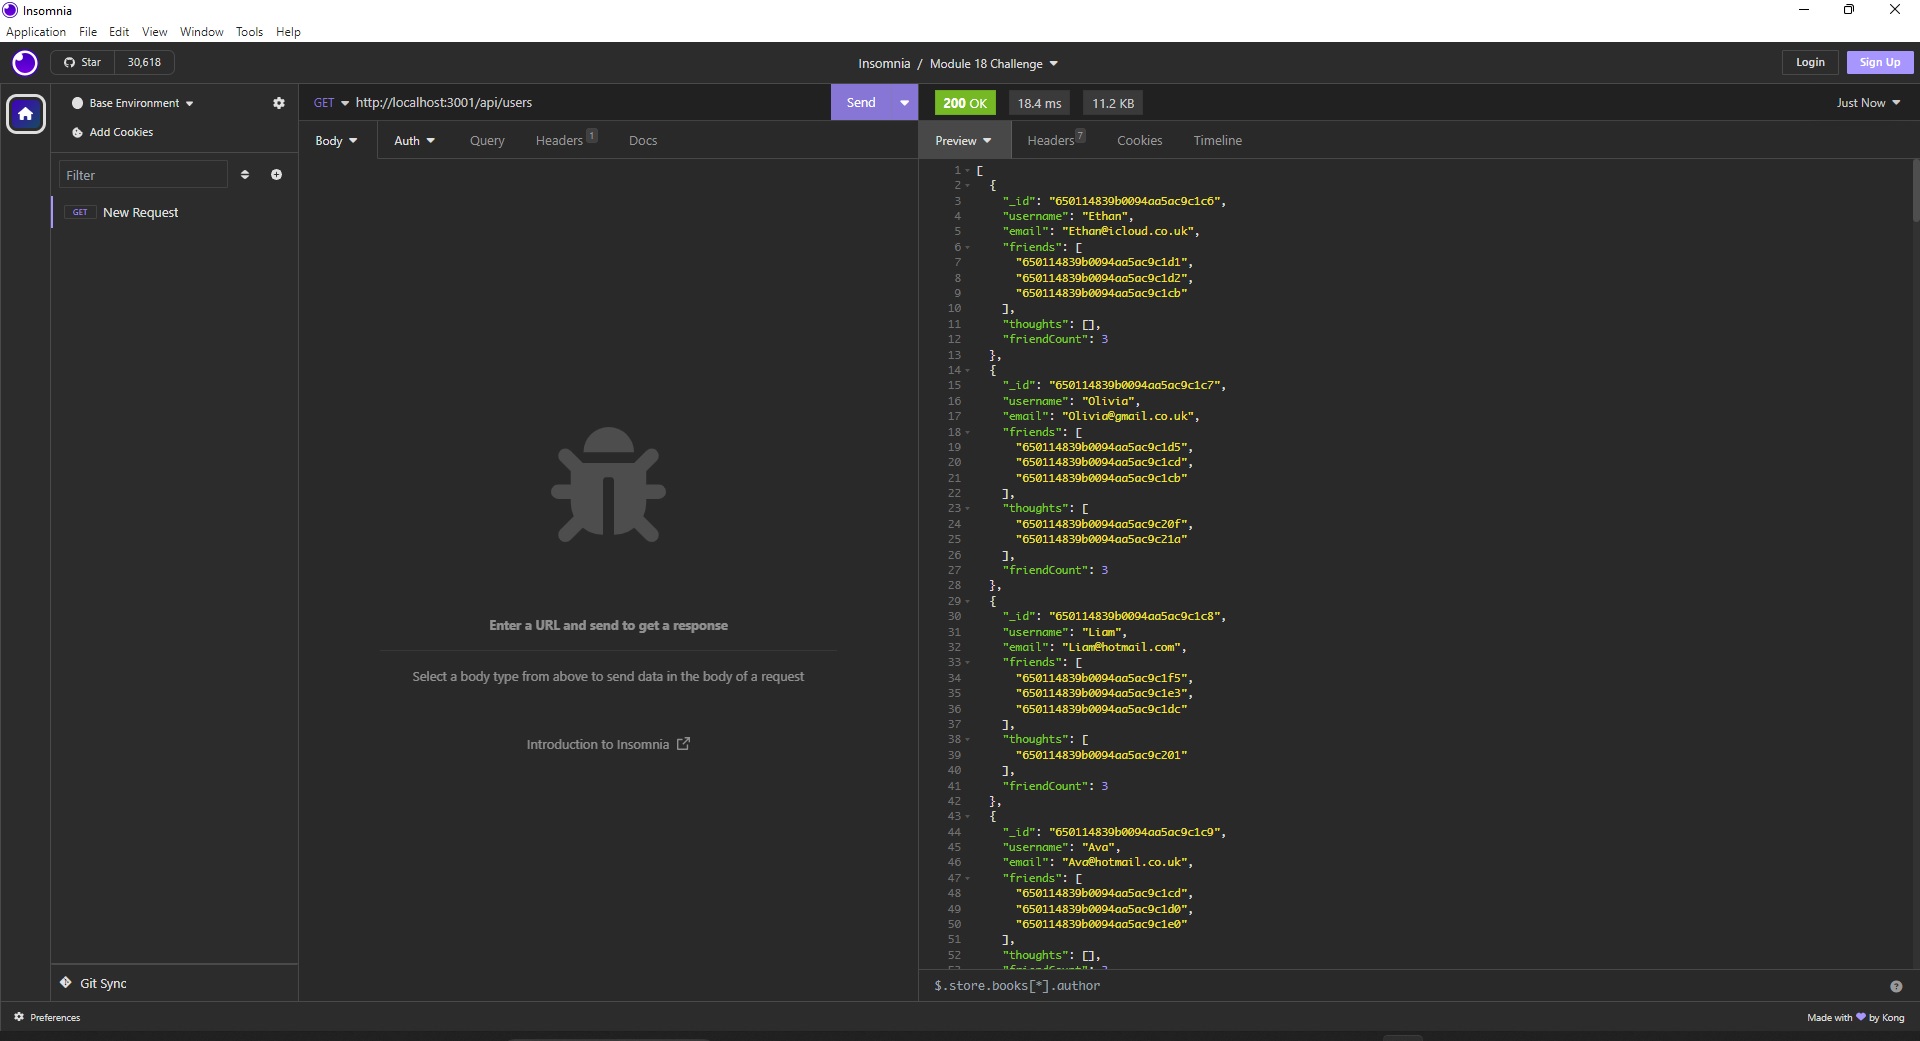 Insomnia
Application File Edit View Window Tools Help
Star 30,618
Insomnia / Module 18 Challenge
Login Sign Up
Base Environment
Add Cookies
Filter
GET New Request
Git Sync
Preferences
GET http://localhost:3001/api/users Send
Body Auth Query Headers 1 Docs
Enter a URL and send to get a response
Select a body type from above to send data in the body of a request
Introduction to Insomnia
200 OK 18.4 ms 11.2 KB Just Now
Preview Headers 7 Cookies Timeline
1 [
2 {
3 "_id": "650114839b0094aa5ac9c1c6",
4 "username": "Ethan",
5 "email": "Ethan@icloud.co.uk",
6 "friends": [
7 "650114839b0094aa5ac9c1d1",
8 "650114839b0094aa5ac9c1d2",
9 "650114839b0094aa5ac9c1cb"
10 ],
11 "thoughts": [],
12 "friendCount": 3
13 },
14 {
15 "_id": "650114839b0094aa5ac9c1c7",
16 "username": "Olivia",
17 "email": "Olivia@gmail.co.uk",
18 "friends": [
19 "650114839b0094aa5ac9c1d5",
20 "650114839b0094aa5ac9c1cd",
21 "650114839b0094aa5ac9c1cb"
22 ],
23 "thoughts": [
24 "650114839b0094aa5ac9c20f",
25 "650114839b0094aa5ac9c21a"
26 ],
27 "friendCount": 3
28 },
29 {
30 "_id": "650114839b0094aa5ac9c1c8",
31 "username": "Liam",
32 "email": "Liam@hotmail.com",
33 "friends": [
34 "650114839b0094aa5ac9c1f5",
35 "650114839b0094aa5ac9c1e3",
36 "650114839b0094aa5ac9c1dc"
37 ],
38 "thoughts": [
39 "650114839b0094aa5ac9c201"
40 ],
41 "friendCount": 3
42 },
43 {
44 "_id": "650114839b0094aa5ac9c1c9",
45 "username": "Ava",
46 "email": "Ava@hotmail.co.uk",
47 "friends": [
48 "650114839b0094aa5ac9c1cd",
49 "650114839b0094aa5ac9c1d0",
50 "650114839b0094aa5ac9c1e0"
51 ],
52 "thoughts": [],
$.store.books[*].author
Made with by Kong